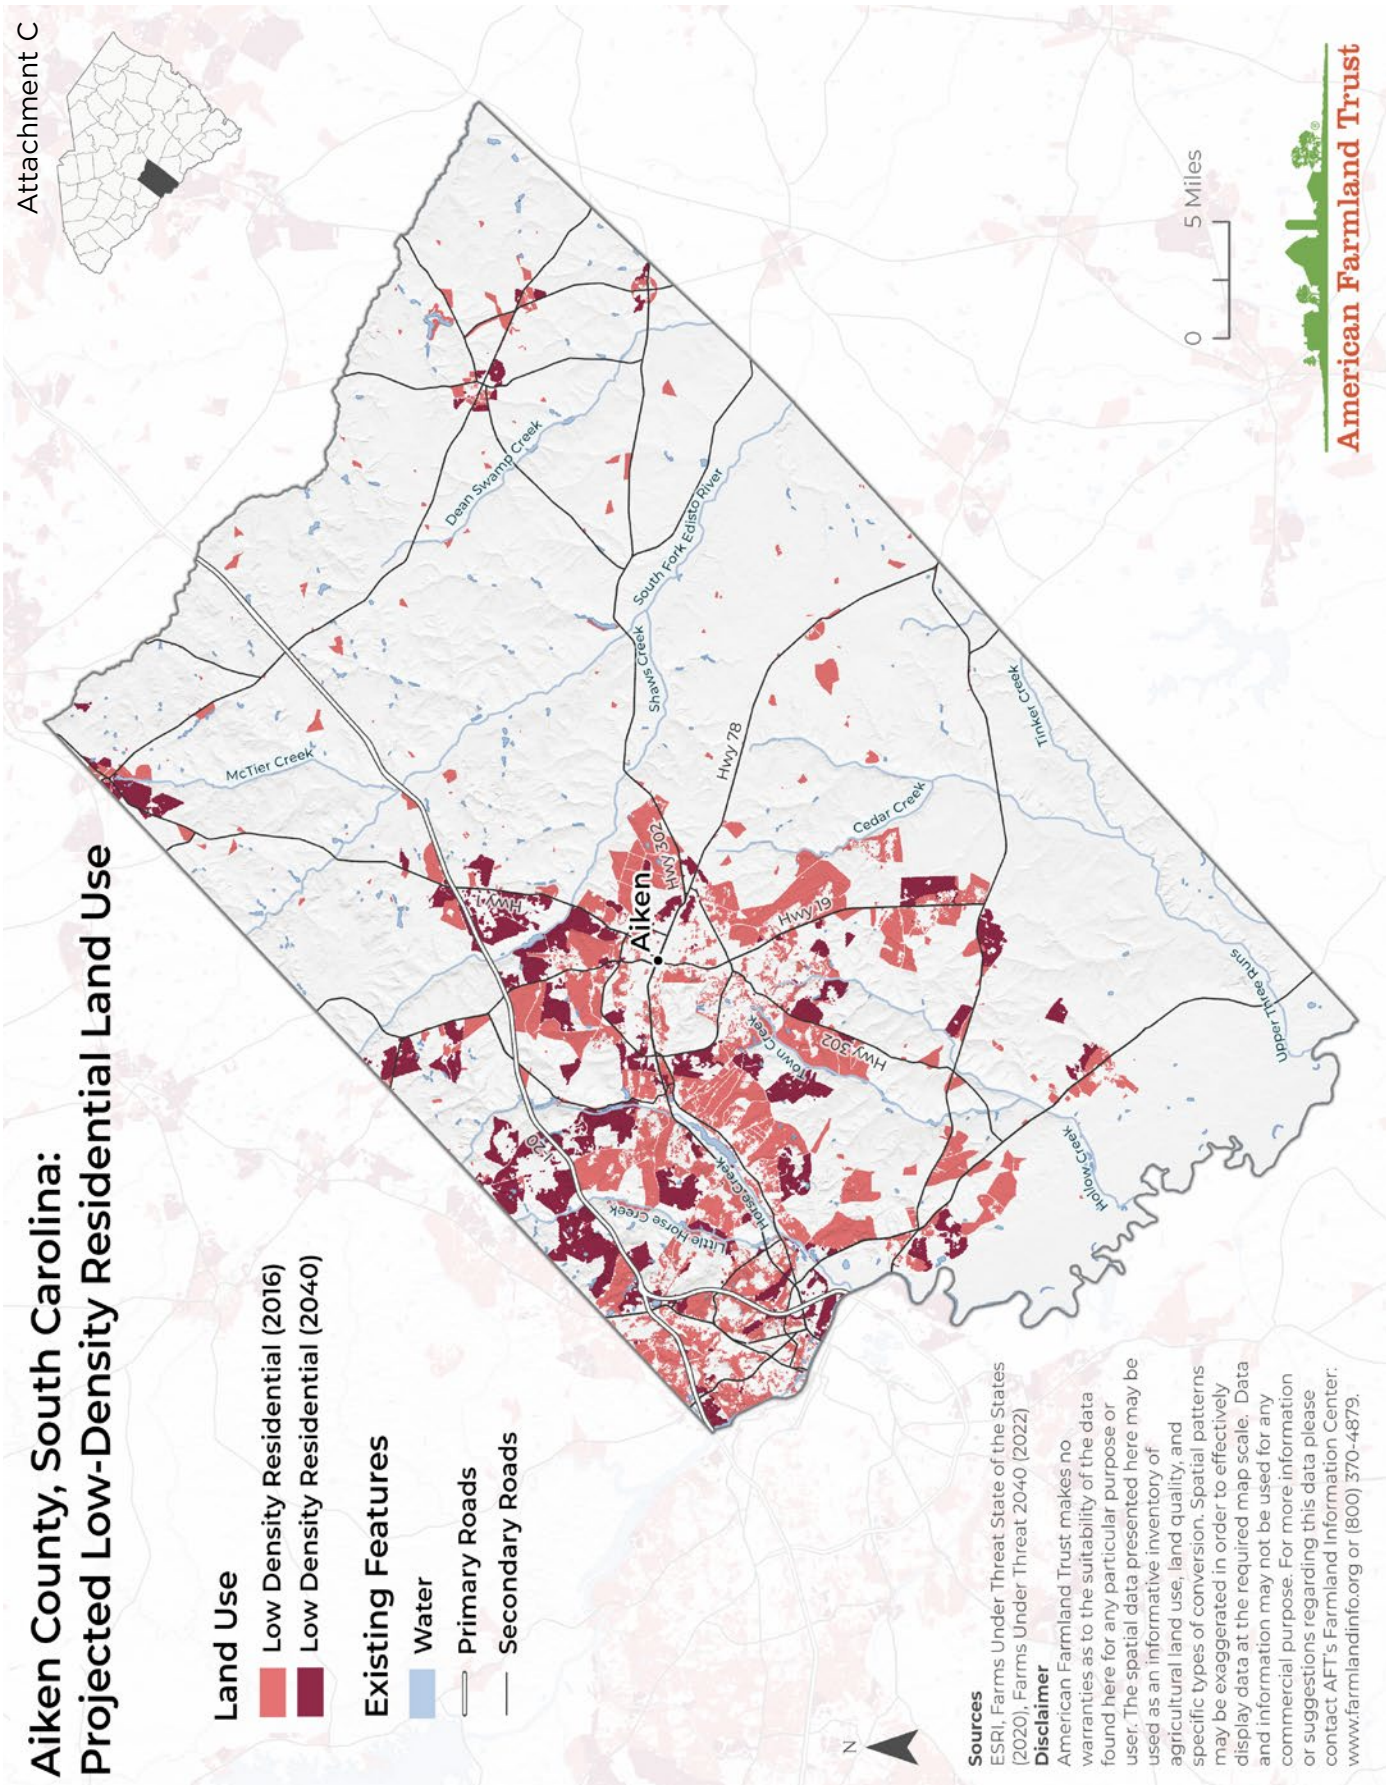 Attachment C
Aiken County, South Carolina:
Projected Low-Density Residential Land Use
Land Use
Low Density Residential (2016)
Low Density Residential (2040)
Existing Features
Water
Primary Roads
Secondary Roads
McTier Creek
Dean Swamp Creek
South Fork Edisto River
Shaws Creek
Hwy 78
Hwy 302
Hwy 1
Aiken
Hwy 19
Cedar Creek
Tinker Creek
I-20
Little Horse Creek
Horse Creek
Town Creek
Hwy 302
Hollow Creek
Upper Three Runs
N
Sources
ESRI, Farms Under Threat State of the States
(2020), Farms Under Threat 2040 (2022)
Disclaimer
American Farmland Trust makes no
warranties as to the suitability of the data
found here for any particular purpose or
user. The spatial data presented here may be
used as an informative inventory of
agricultural land use, land quality, and
specific types of conversion. Spatial patterns
may be exaggerated in order to effectively
display data at the required map scale. Data
and information may not be used for any
commercial purpose. For more information
or suggestions regarding this data please
contact AFT's Farmland Information Center:
www.farmlandinfo.org or (800) 370-4879.
0 5 Miles
®
American Farmland Trust